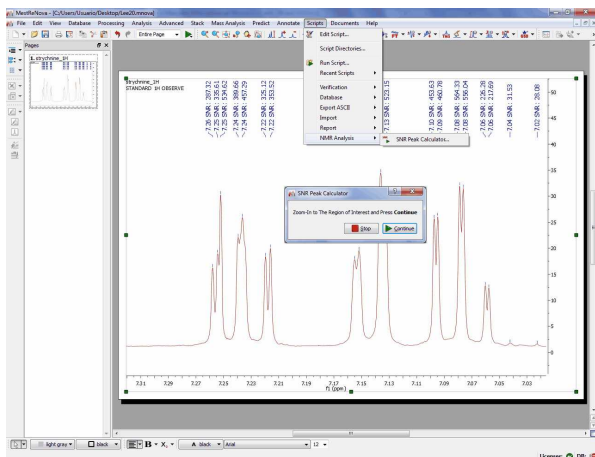 MestReNova - [C:/Users/Usuario/Desktop/Lee20.mnova]
File Edit View Database Processing Analysis Advanced Stack Mass Analysis Predict Annotate Scripts Documents Help
Entire Page
Pages
1. strychnine_1H
Edit Script...
Script Directories...
Run Script...
Recent Scripts
Verification
Database
Export ASCII
Import
Report
NMR Analysis
SNR Peak Calculator...
strychnine_1H
STANDARD 1H OBSERVE
7.26 SNR: 287.32
7.25 SNR: 335.61
7.25 SNR: 534.62
7.24 SNR: 389.66
7.24 SNR: 457.29
7.22 SNR: 325.12
7.22 SNR: 353.52
7.13 SNR: 523.15
7.10 SNR: 453.63
7.09 SNR: 460.78
7.08 SNR: 564.33
7.08 SNR: 556.04
7.06 SNR: 226.28
7.06 SNR: 217.69
7.04 SNR: 31.53
7.02 SNR: 28.08
SNR Peak Calculator
Zoom-In to The Region of Interest and Press Continue
Stop Continue
50
45
40
35
30
25
20
15
10
5
0
7.31 7.29 7.27 7.25 7.23 7.21 7.19 7.17 7.15 7.13 7.11 7.09 7.07 7.05 7.03
f1 (ppm)
light gray black B X, A black Arial 12
Licenses: DB: